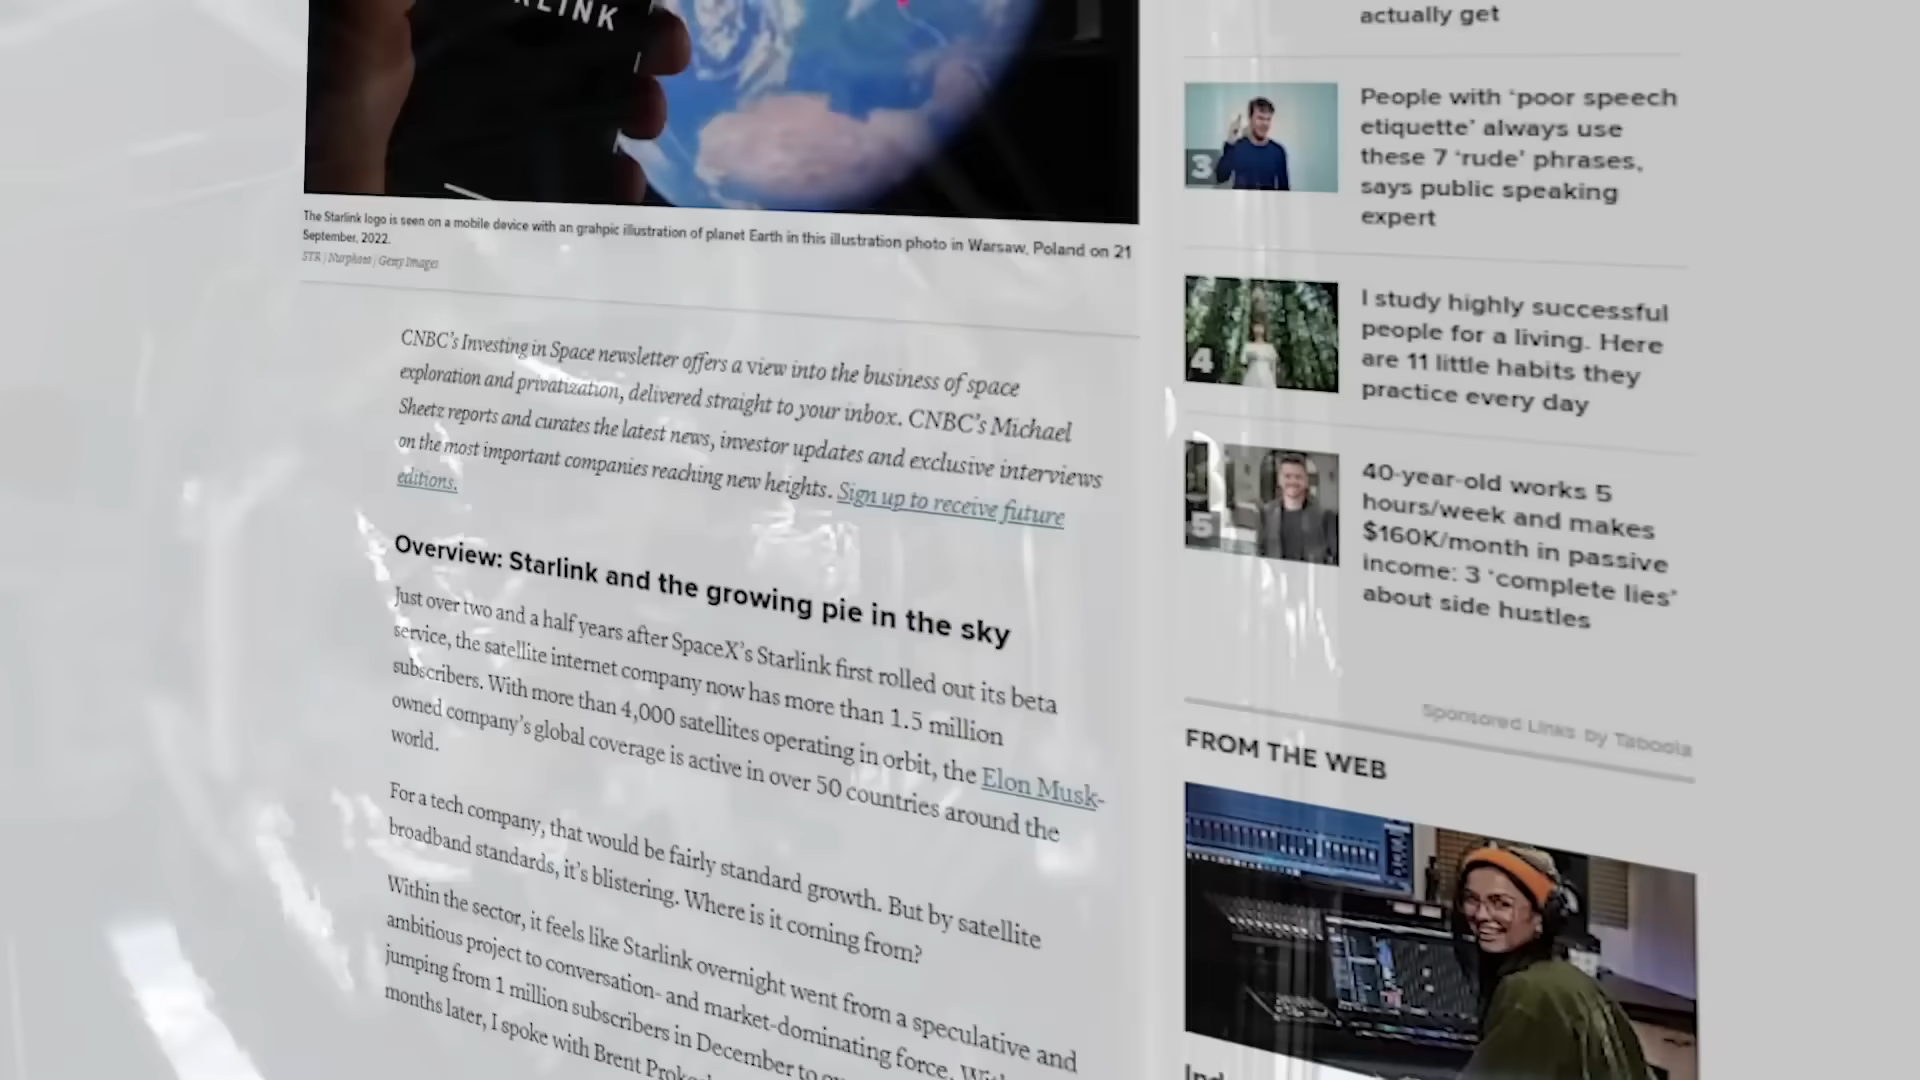 LINK
The Starlink logo is seen on a mobile device with an grahpic illustration of planet Earth in this illustration photo in Warsaw, Poland on 21
September, 2022.
STR | Nurphoto | Getty Images
CNBC's Investing in Space newsletter offers a view into the business of space
exploration and privatization, delivered straight to your inbox. CNBC's Michael
Sheetz reports and curates the latest news, investor updates and exclusive interviews
on the most important companies reaching new heights. Sign up to receive future
editions.
Overview: Starlink and the growing pie in the sky
Just over two and a half years after SpaceX's Starlink first rolled out its beta
service, the satellite internet company now has more than 1.5 million
subscribers. With more than 4,000 satellites operating in orbit, the Elon Musk-
owned company's global coverage is active in over 50 countries around the
world.
For a tech company, that would be fairly standard growth. But by satellite
broadband standards, it's blistering. Where is it coming from?
Within the sector, it feels like Starlink overnight went from a speculative and
ambitious project to conversation- and market-dominating force. With
jumping from 1 million subscribers in December to
months later, I spoke with Brent
actually get
3
People with 'poor speech
etiquette' always use
these 7 'rude' phrases,
says public speaking
expert
4
I study highly successful
people for a living. Here
are 11 little habits they
practice every day
5
40-year-old works 5
hours/week and makes
$160K/month in passive
income: 3 'complete lies'
about side hustles
Sponsored Links by Taboola
FROM THE WEB